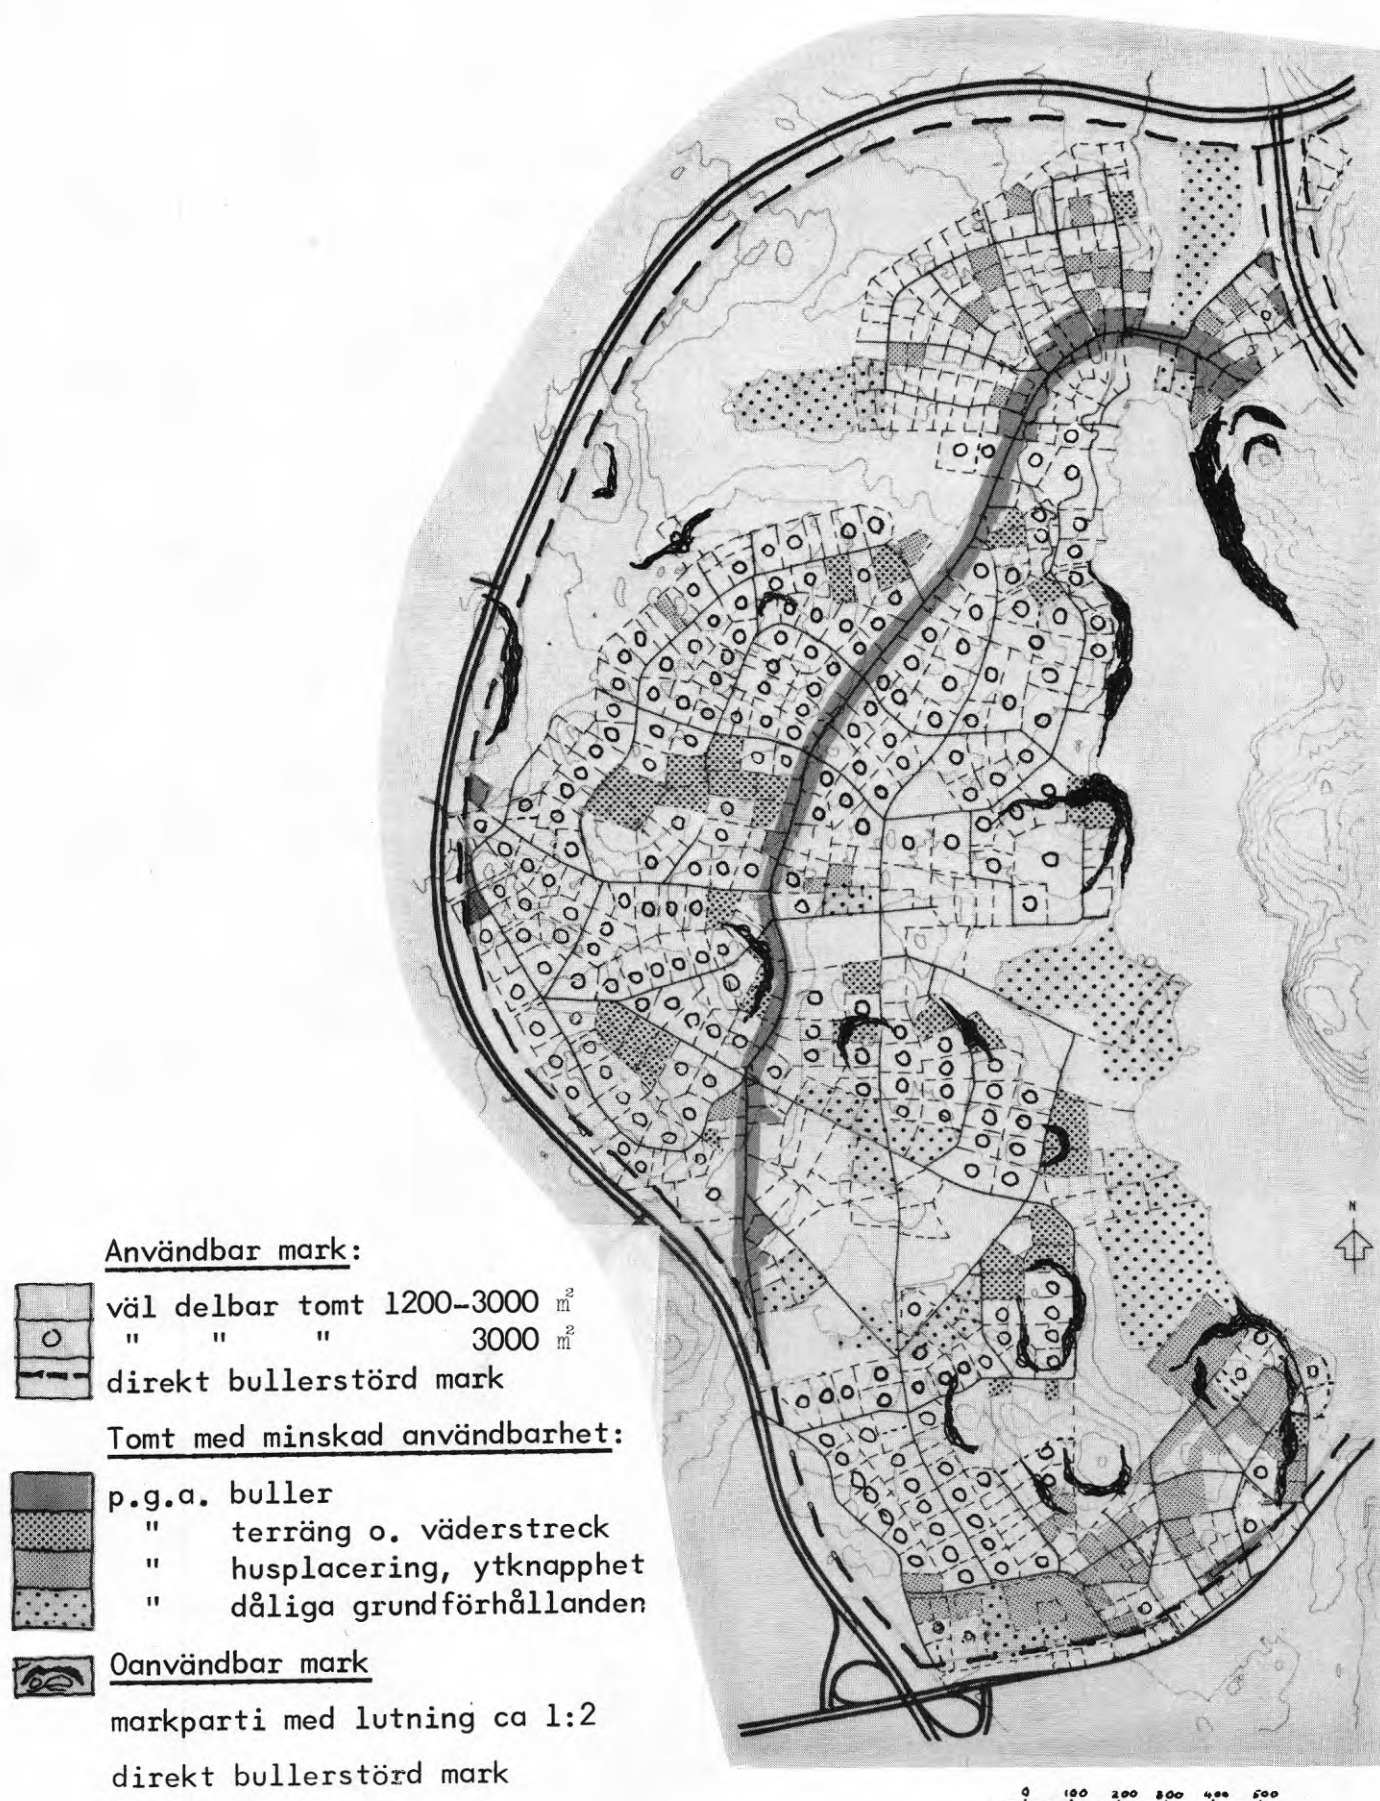 Användbar mark:
väl delbar tomt 1200-3000 m²
" " " 3000 m²
direkt bullerstörd mark
Tomt med minskad användbarhet:
p.g.a. buller
" terräng o. väderstreck
" husplacering, ytknapphet
" dåliga grundförhållanden
Oanvändbar mark
markparti med lutning ca 1:2
direkt bullerstörd mark
N
0 100 200 300 400 500